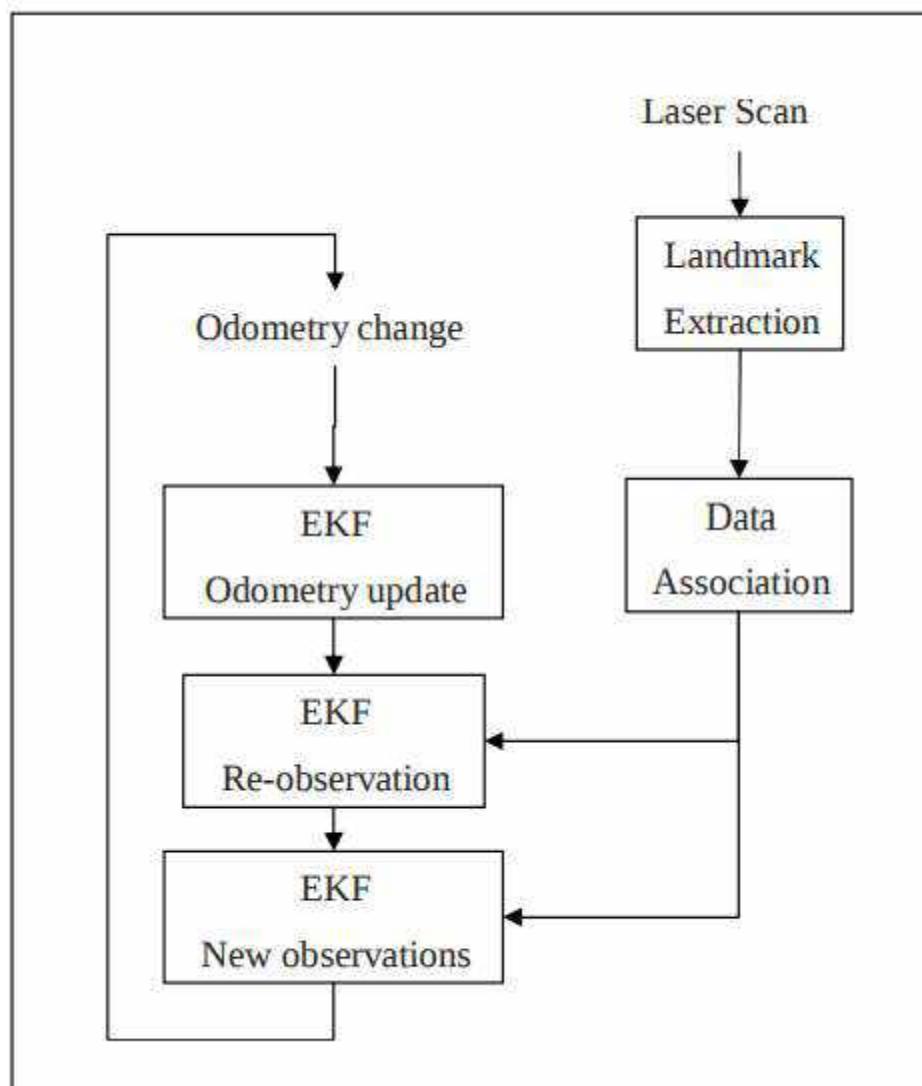 Laser Scan
Landmark
Extraction
Odometry change
EKF
Odometry update
Data
Association
EKF
Re-observation
EKF
New observations